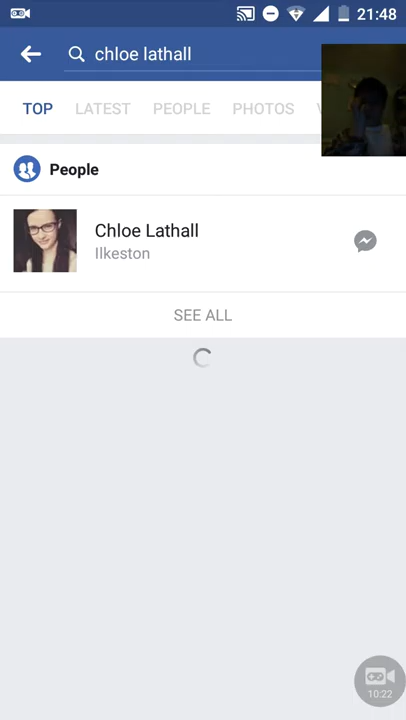 21:48
chloe lathall
TOP LATEST PEOPLE PHOTOS
People
Chloe Lathall
Ilkeston
SEE ALL
10:22